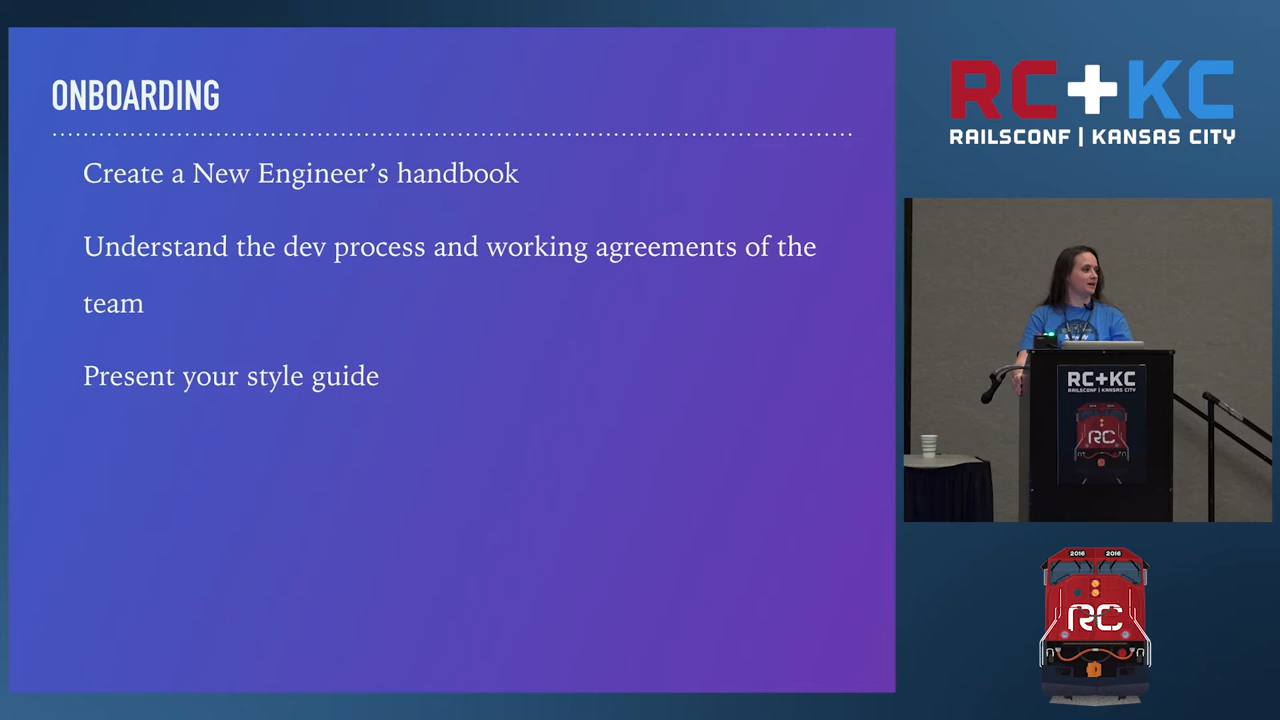 ONBOARDING
Create a New Engineer's handbook
Understand the dev process and working agreements of the
team
Present your style guide
RC+KC
RAILSCONF | KANSAS CITY
RC+KC
RAILSCONF | KANSAS CITY
RC
2016 2016
RC